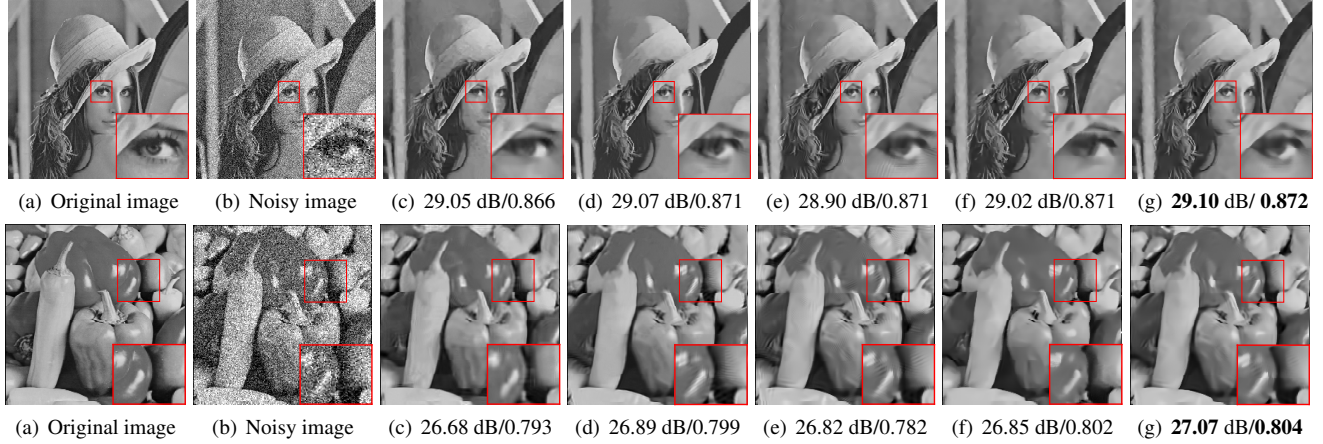 (a) Original image (b) Noisy image (c) 29.05 dB/0.866 (d) 29.07 dB/0.871 (e) 28.90 dB/0.871 (f) 29.02 dB/0.871 (g) 29.10 dB/ 0.872
(a) Original image (b) Noisy image (c) 26.68 dB/0.793 (d) 26.89 dB/0.799 (e) 26.82 dB/0.782 (f) 26.85 dB/0.802 (g) 27.07 dB/0.804